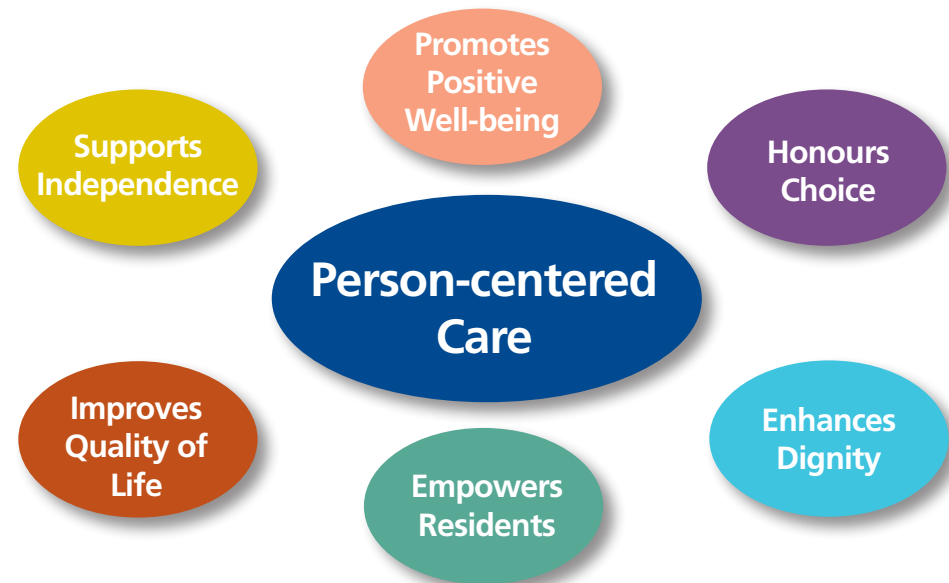 Promotes
Positive
Well-being
Supports
Independence
Honours
Choice
Person-centered
Care
Improves
Quality of
Life
Enhances
Dignity
Empowers
Residents